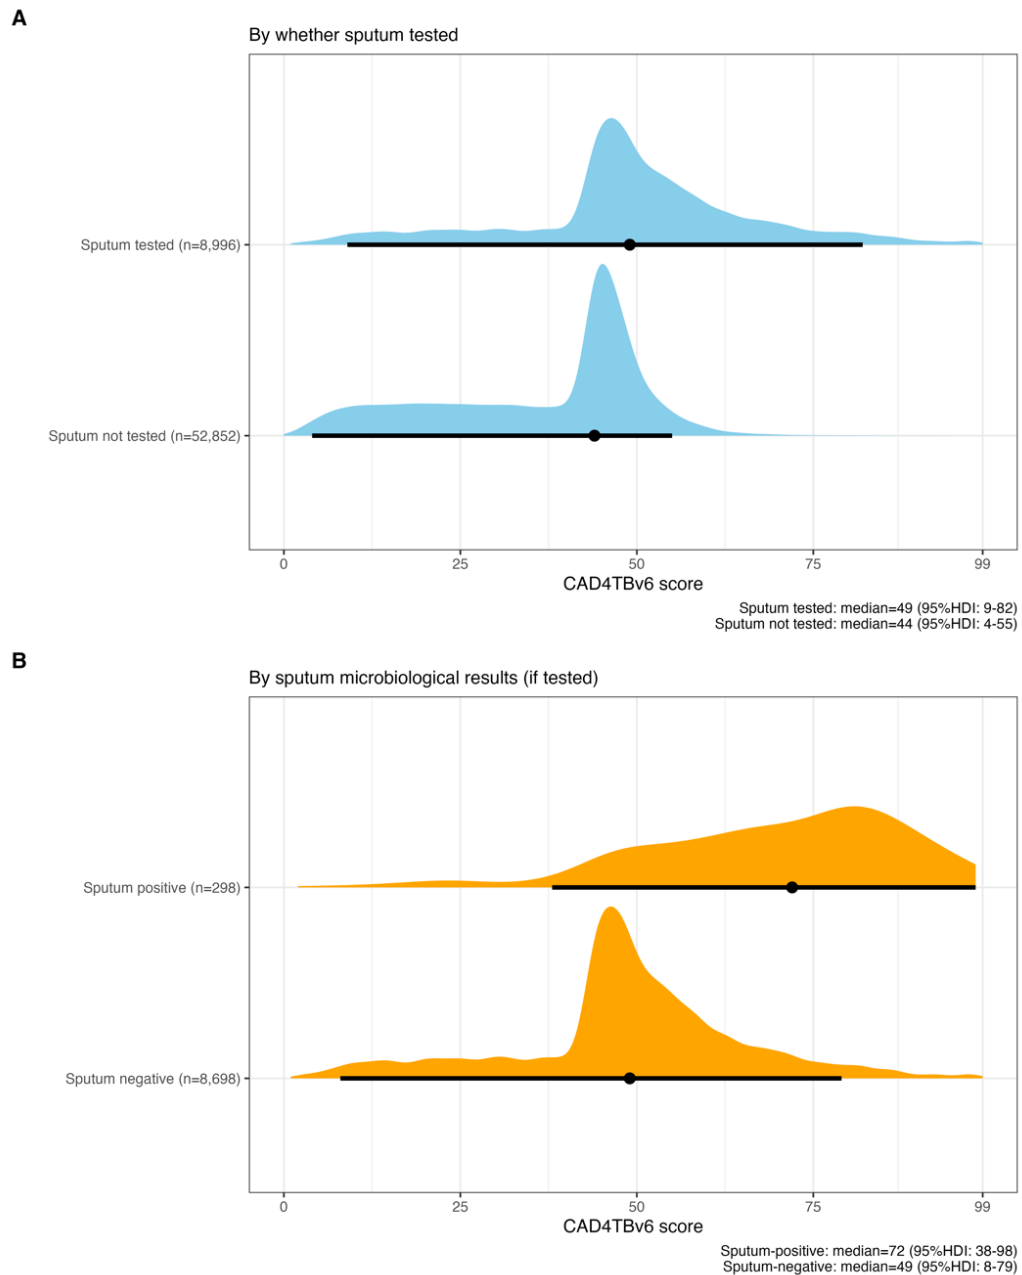 A
By whether sputum tested
Sputum tested (n=8,996)
Sputum not tested (n=52,852)
0 25 50 75 99
CAD4TBv6 score
Sputum tested: median=49 (95%HDI: 9-82)
Sputum not tested: median=44 (95%HDI: 4-55)
B
By sputum microbiological results (if tested)
Sputum positive (n=298)
Sputum negative (n=8,698)
0 25 50 75 99
CAD4TBv6 score
Sputum-positive: median=72 (95%HDI: 38-98)
Sputum-negative: median=49 (95%HDI: 8-79)